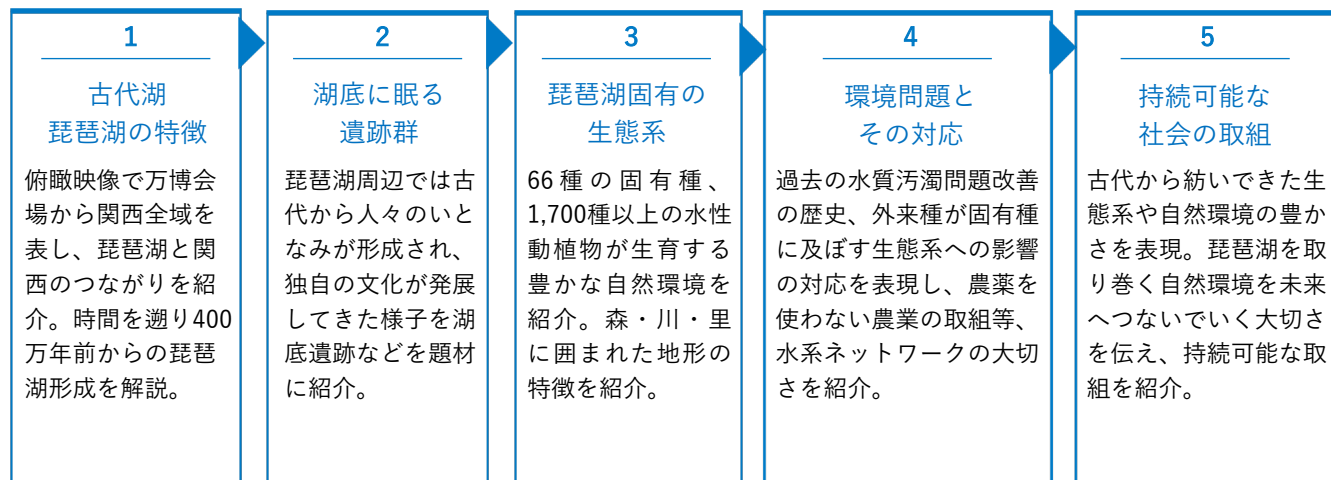 1
古代湖
琵琶湖の特徴
俯瞰映像で万博会
場から関西全域を
表し、琵琶湖と関
西のつながりを紹
介。時間を遡り400
万年前からの琵琶
湖形成を解説。
2
湖底に眠る
遺跡群
琵琶湖周辺では古
代から人々のいと
なみが形成され、
独自の文化が発展
してきた様子を湖
底遺跡などを題材
に紹介。
3
琵琶湖固有の
生態系
66種の固有種、
1,700種以上の水性
動植物が生育する
豊かな自然環境を
紹介。森・川・里
に囲まれた地形の
特徴を紹介。
4
環境問題と
その対応
過去の水質汚濁問題改善
の歴史、外来種が固有種
に及ぼす生態系への影響
の対応を表現し、農薬を
使わない農業の取組等、
水系ネットワークの大切
さを紹介。
5
持続可能な
社会の取組
古代から紡いできた生
態系や自然環境の豊か
さを表現。琵琶湖を取
り巻く自然環境を未来
へつないでいく大切さ
を伝え、持続可能な取
組を紹介。